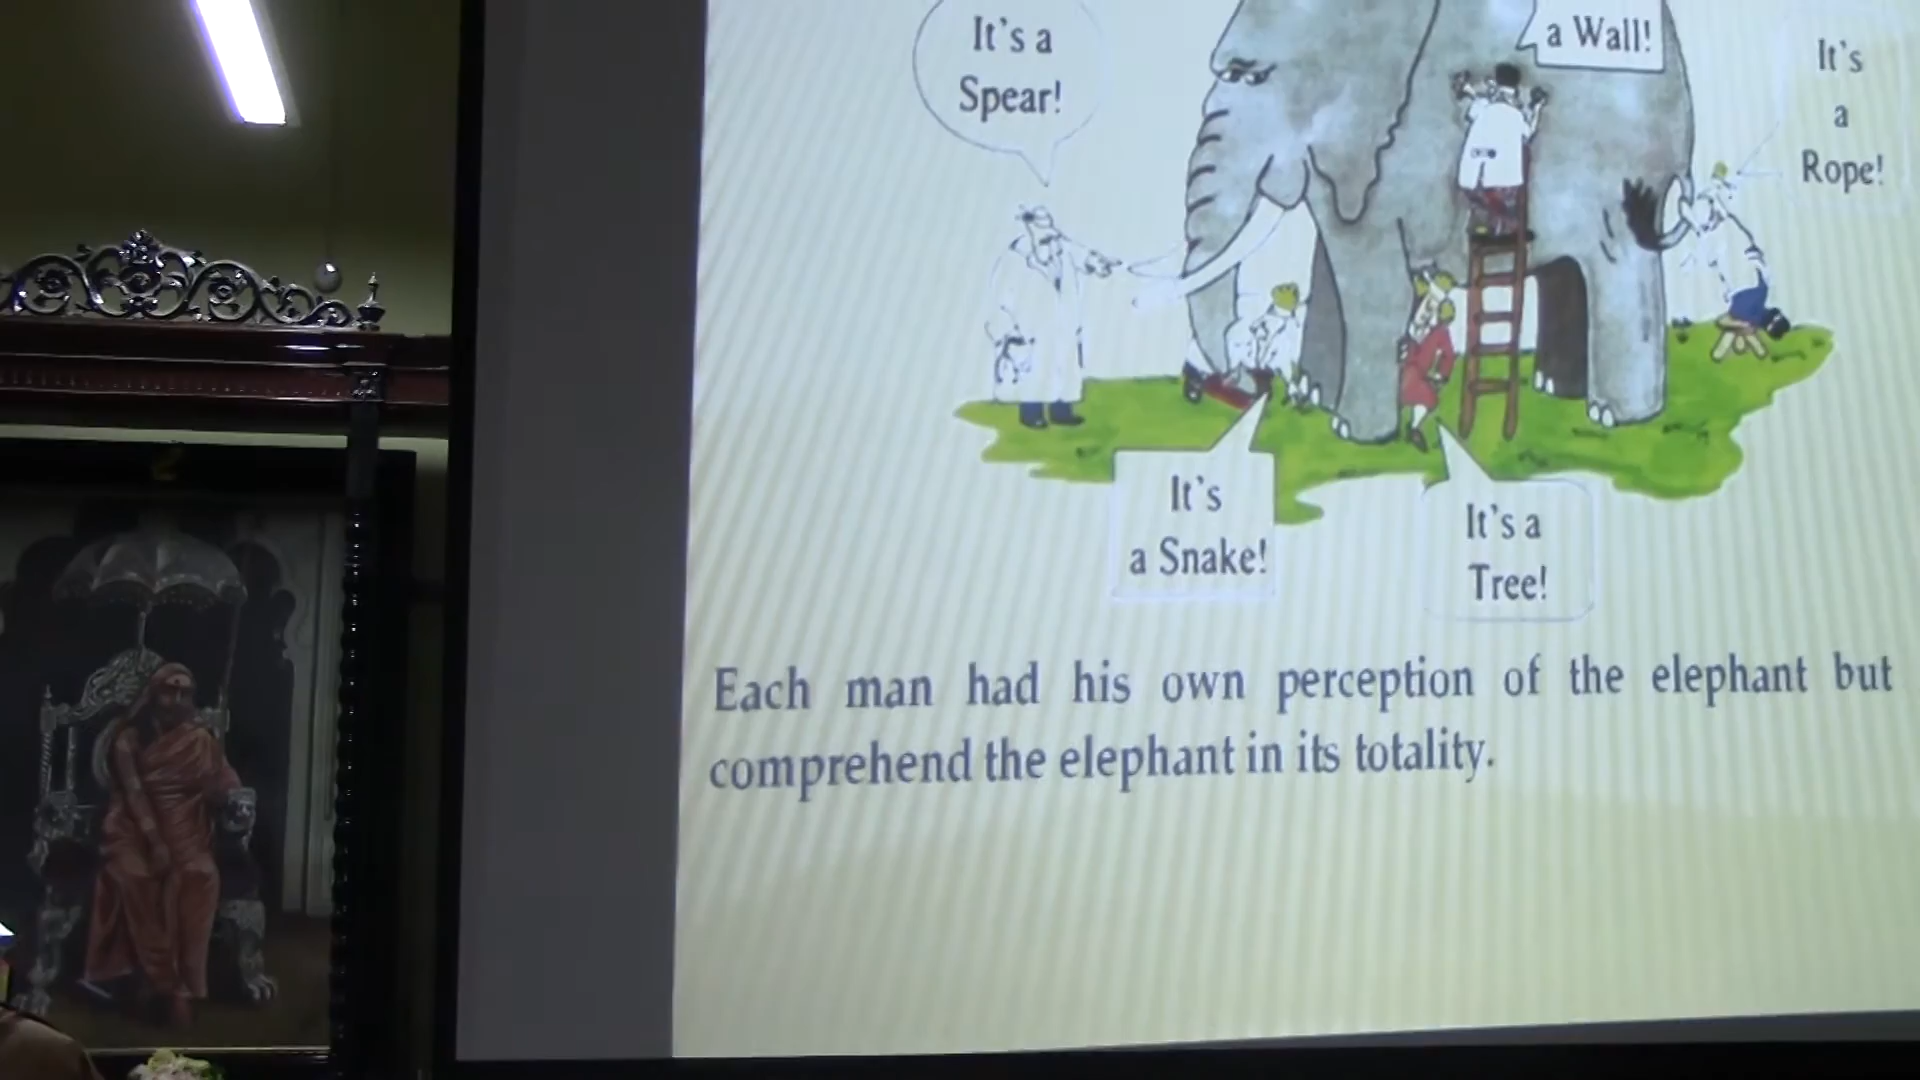 It's a
Spear!
a Wall!
It's
a
Rope!
It's
a Snake!
It's a
Tree!
Each man had his own perception of the elephant but
comprehend the elephant in its totality.